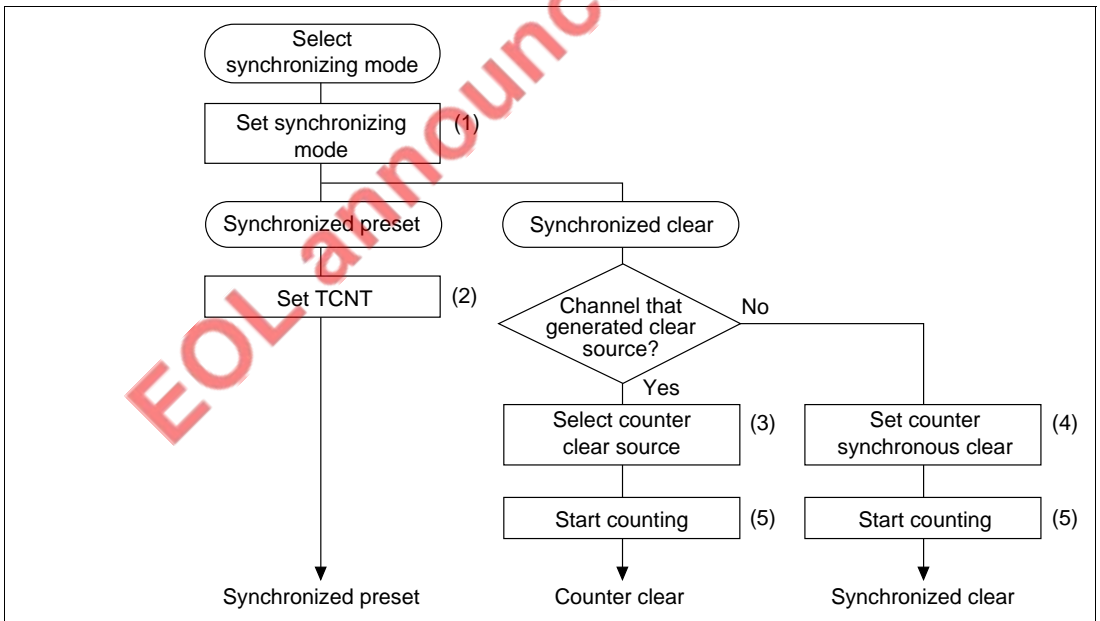 Select
synchronizing mode
Set synchronizing
mode
(1)
Synchronized preset
Synchronized clear
Set TCNT
(2)
Channel that
generated clear
source?
No
Yes
Select counter
clear source
(3)
Set counter
synchronous clear
(4)
Start counting
(5)
Start counting
(5)
Synchronized preset
Counter clear
Synchronized clear
EOL announc